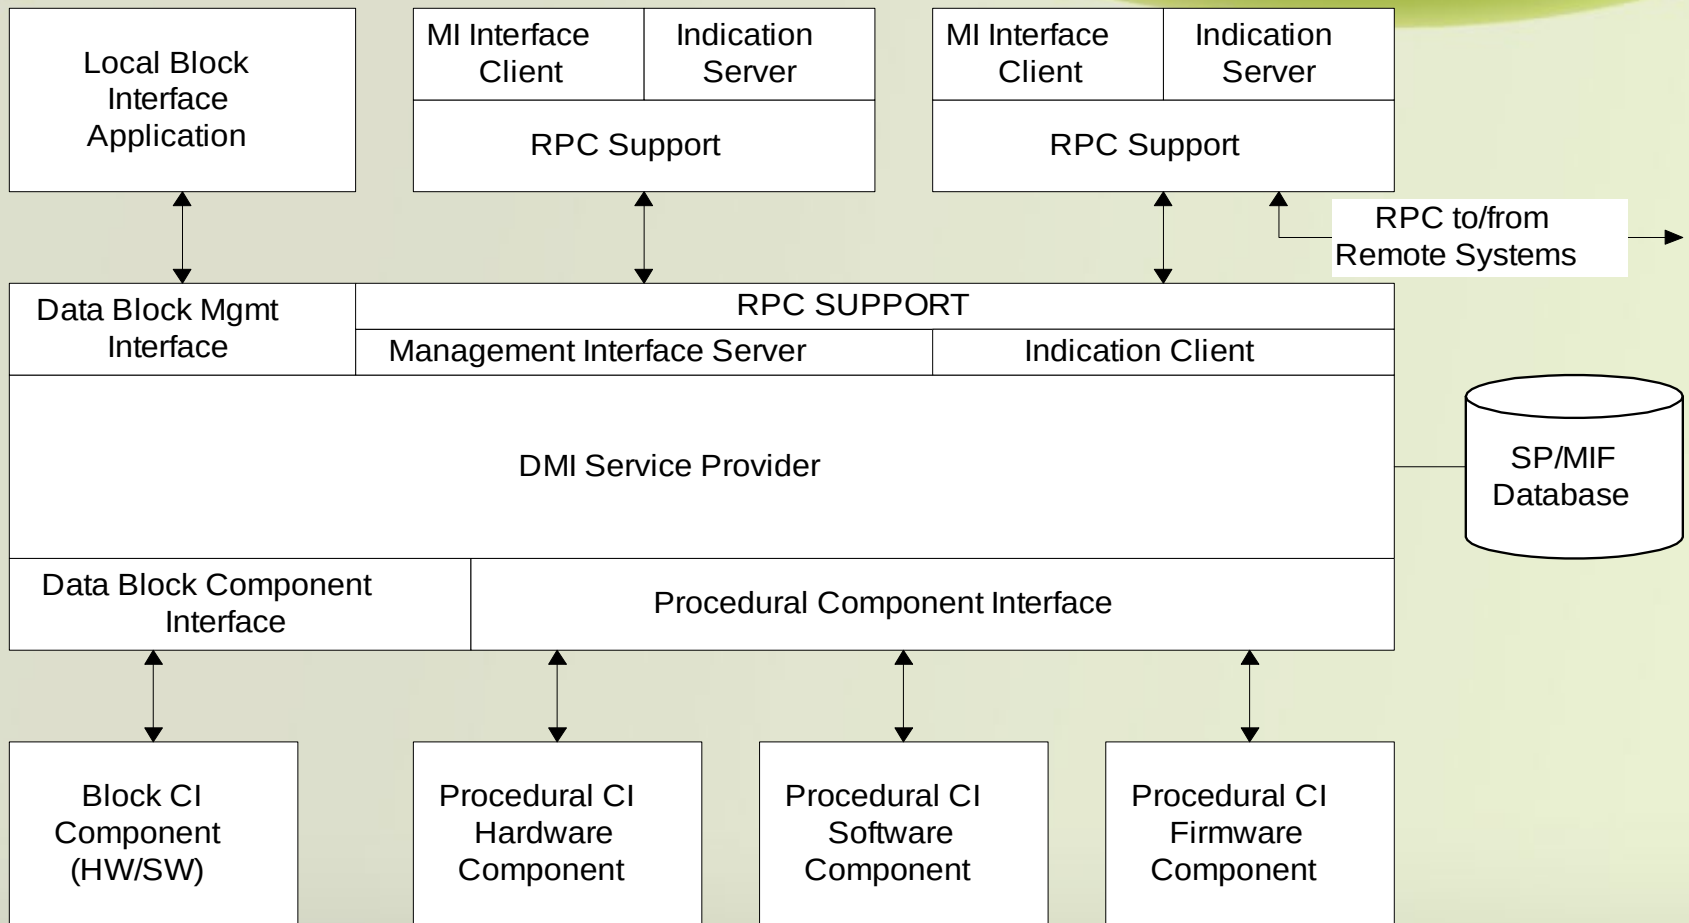 Local Block
Interface
Application
MI Interface
Client
Indication
Server
RPC Support
MI Interface
Client
Indication
Server
RPC Support
RPC to/from
Remote Systems
Data Block Mgmt
Interface
RPC SUPPORT
Management Interface Server
Indication Client
DMI Service Provider
SP/MIF
Database
Data Block Component
Interface
Procedural Component Interface
Block CI
Component
(HW/SW)
Procedural CI
Hardware
Component
Procedural CI
Software
Component
Procedural CI
Firmware
Component